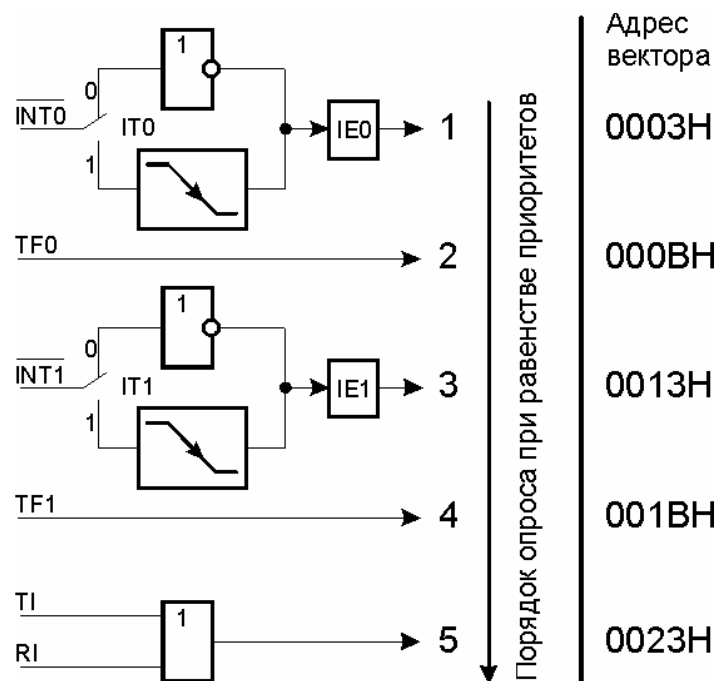 Адрес
вектора
1
0
INT0
IT0
1
IE0
1
0003H
TF0
2
000BH
1
0
INT1
IT1
1
IE1
3
0013H
TF1
4
001BH
TI
1
RI
5
0023H
Порядок опроса при равенстве приоритетов